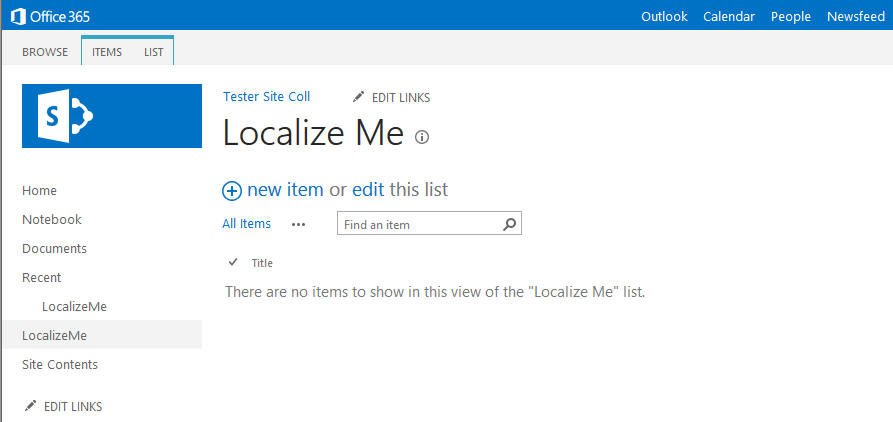 Office 365
Outlook Calendar People Newsfeed
BROWSE ITEMS LIST
S
Tester Site Coll EDIT LINKS
Localize Me
new item or edit this list
All Items ... Find an item
Title
There are no items to show in this view of the "Localize Me" list.
Home
Notebook
Documents
Recent
LocalizeMe
LocalizeMe
Site Contents
EDIT LINKS